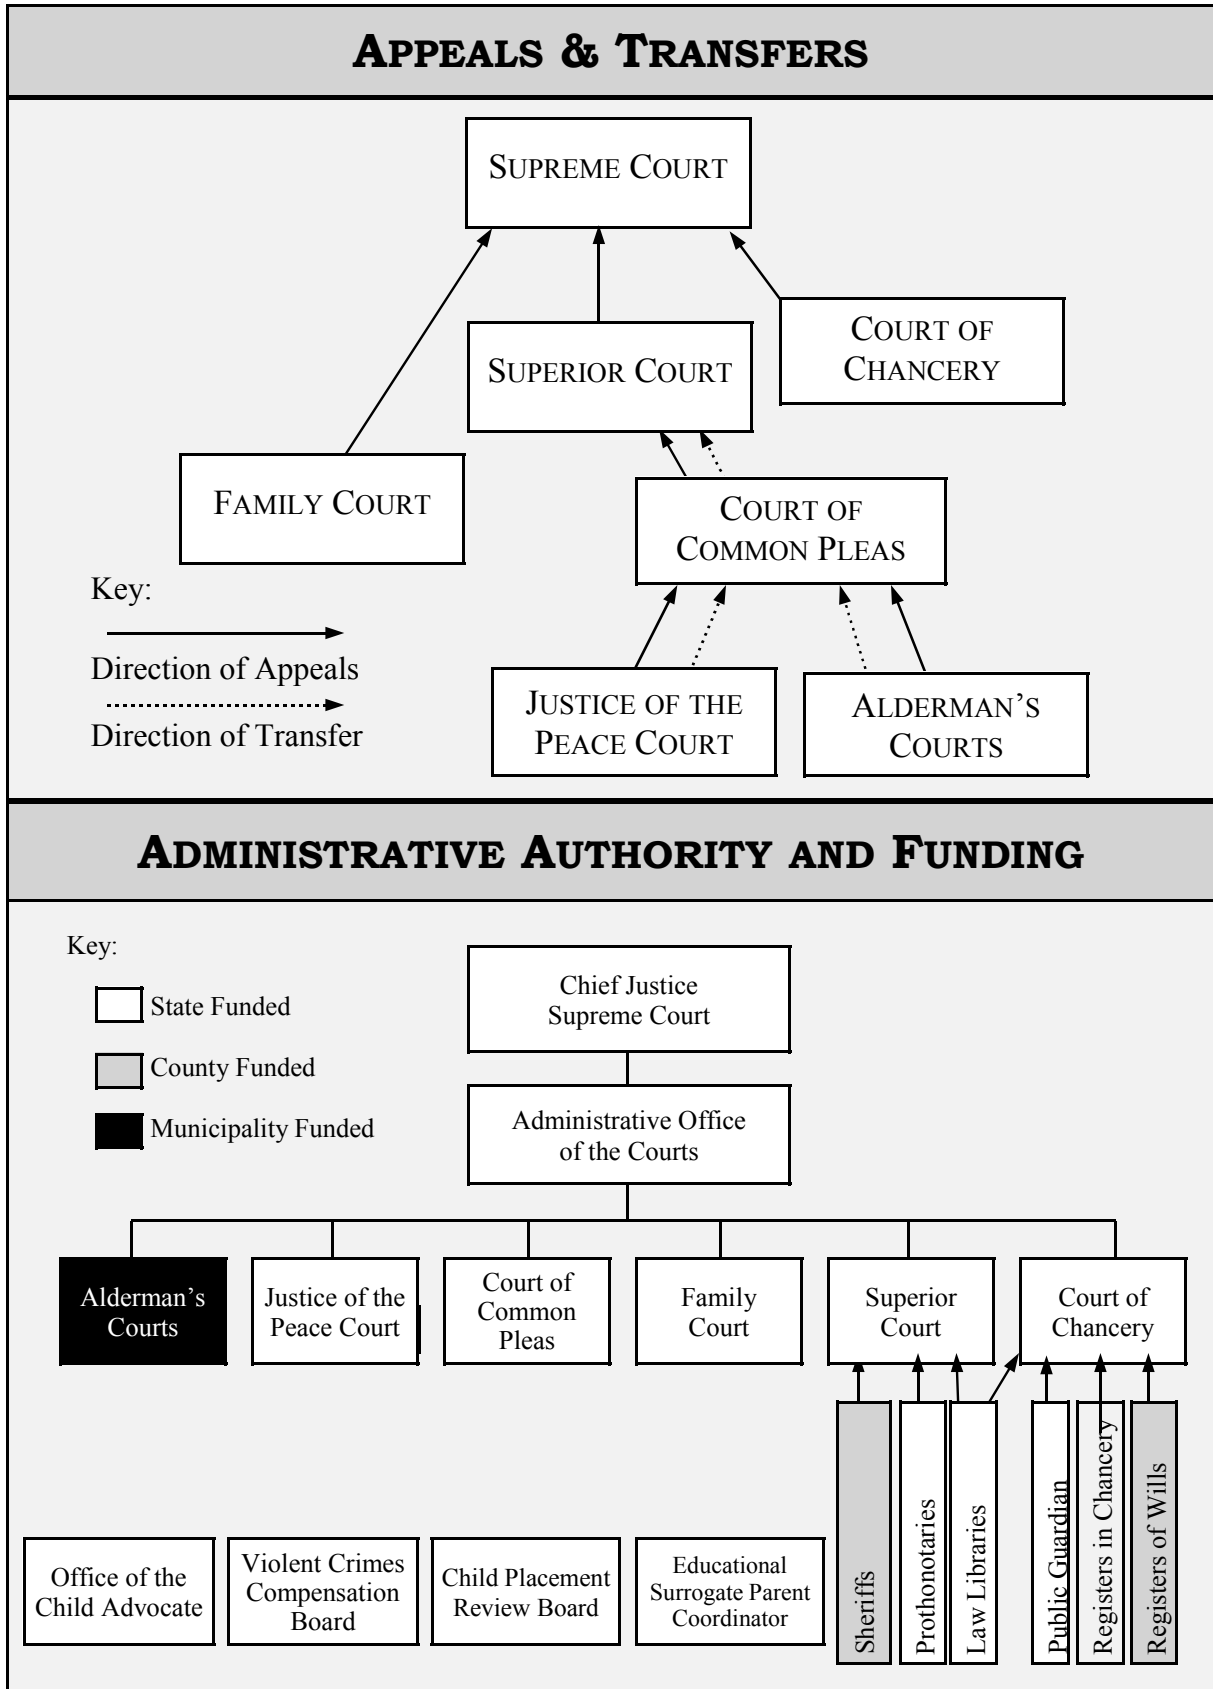 APPEALS & TRANSFERS
SUPREME COURT
COURT OF
CHANCERY
SUPERIOR COURT
FAMILY COURT
COURT OF
COMMON PLEAS
Key:
Direction of Appeals
Direction of Transfer
JUSTICE OF THE
PEACE COURT
ALDERMAN’S
COURTS
ADMINISTRATIVE AUTHORITY AND FUNDING
Key:
State Funded
County Funded
Municipality Funded
Chief Justice
Supreme Court
Administrative Office
of the Courts
Alderman’s
Courts
Justice of the
Peace Court
Court of
Common
Pleas
Family
Court
Superior
Court
Court of
Chancery
Sheriffs
Prothonotaries
Law Libraries
Public Guardian
Registers in Chancery
Registers of Wills
Office of the
Child Advocate
Violent Crimes
Compensation
Board
Child Placement
Review Board
Educational
Surrogate Parent
Coordinator